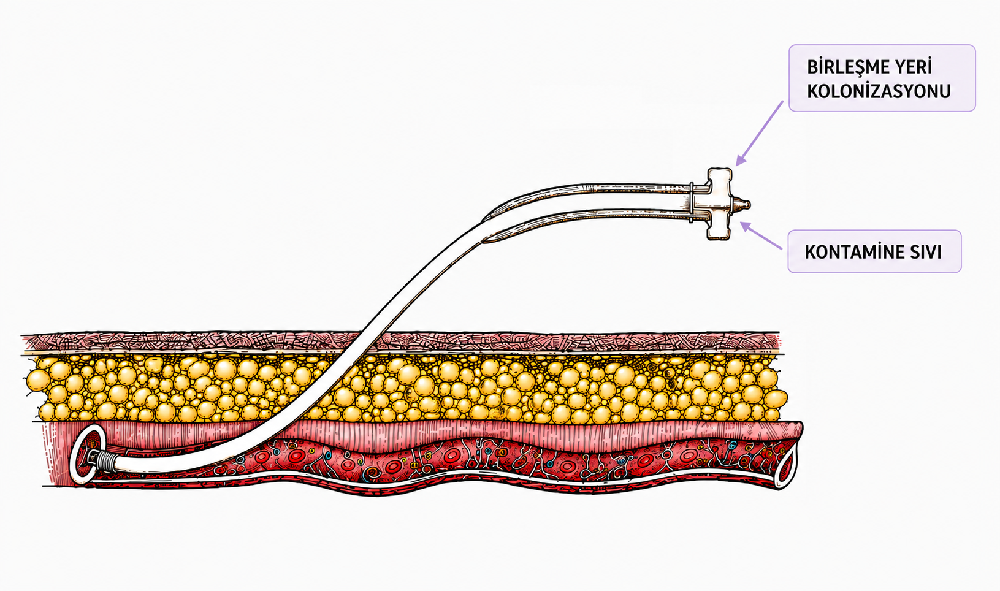 BİRLEŞME YERİ
KOLONİZASYONU
KONTAMİNE SIVI